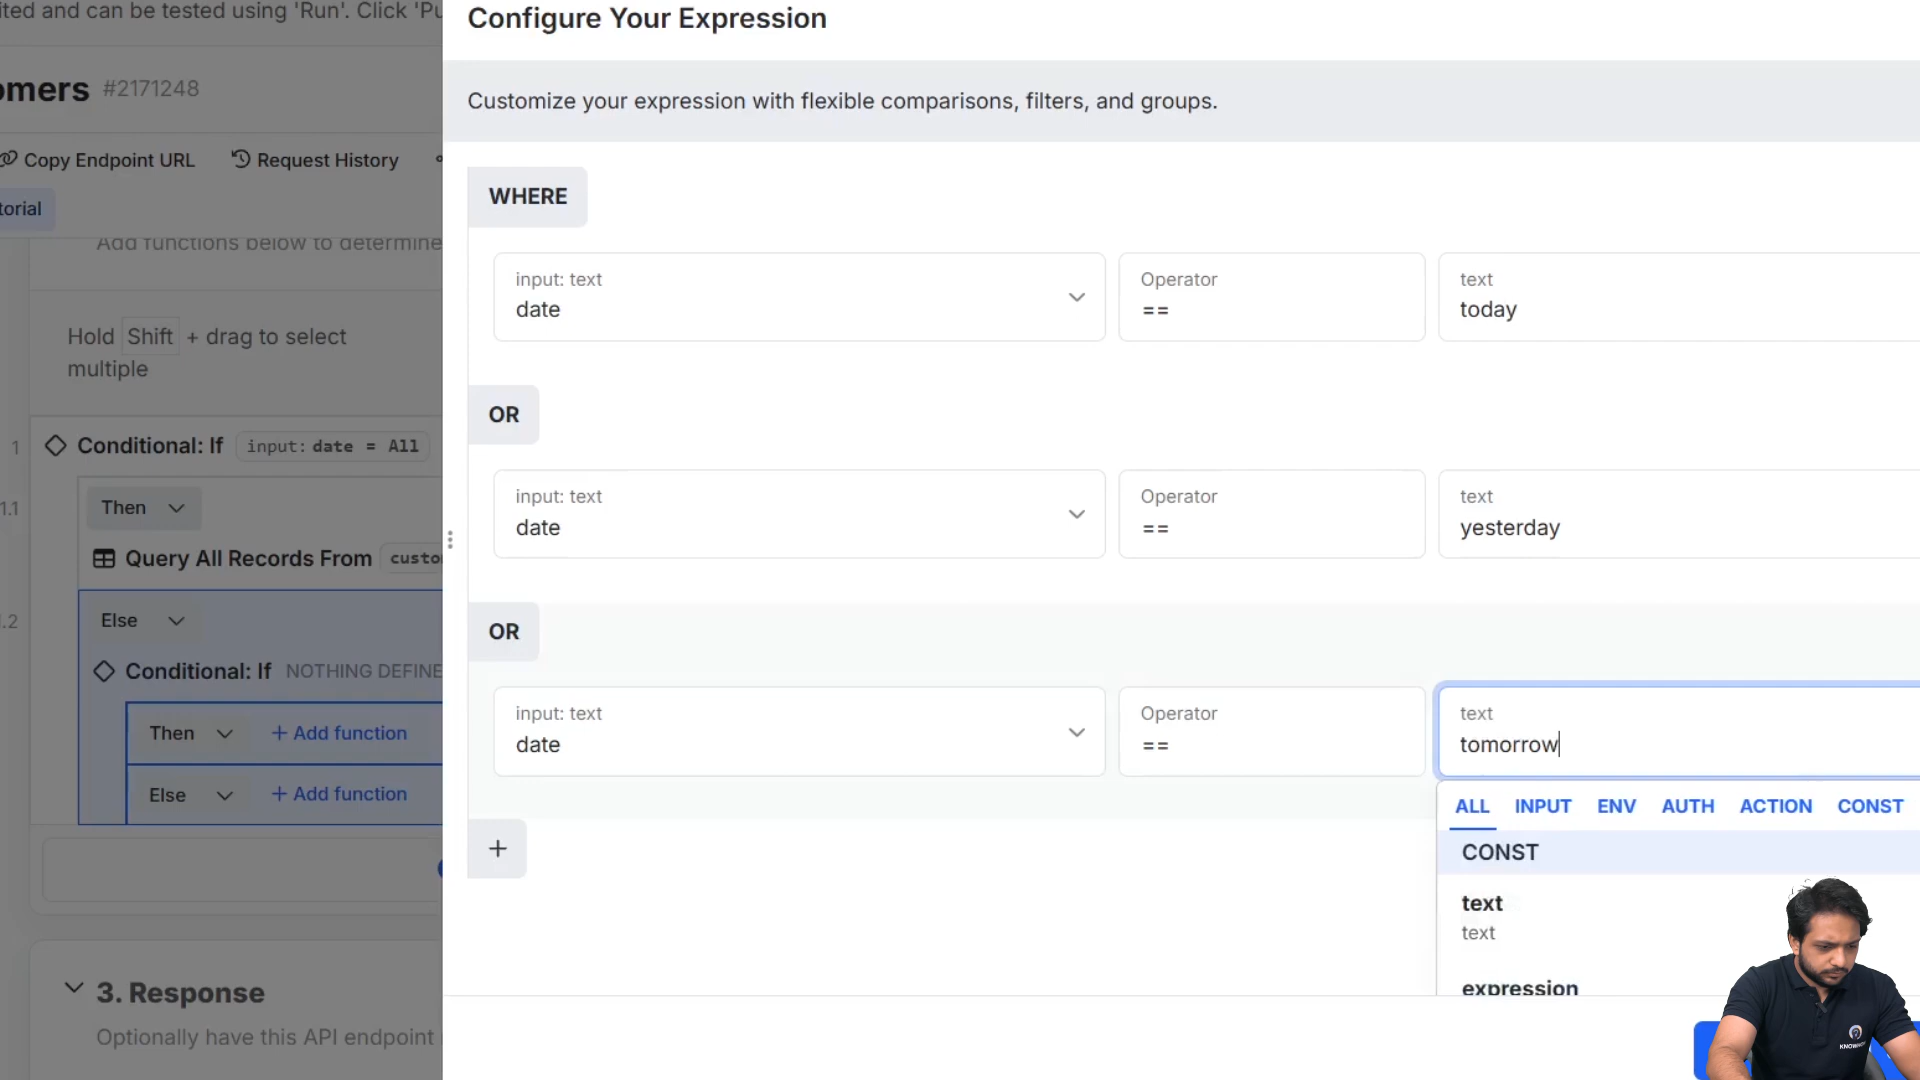 ited and can be tested using 'Run'. Click 'Pu
omers #2171248
Copy Endpoint URL
Request History
torial
Add functions below to determine
Hold Shift + drag to select
multiple
1
Conditional: If input: date = All
1.1
Then
Query All Records From custo
1.2
Else
Conditional: If NOTHING DEFINE
Then + Add function
Else + Add function
3. Response
Optionally have this API endpoint
Configure Your Expression
Customize your expression with flexible comparisons, filters, and groups.
WHERE
input: text
date
Operator
==
text
today
OR
input: text
date
Operator
==
text
yesterday
OR
input: text
date
Operator
==
text
tomorrow
ALL INPUT ENV AUTH ACTION CONST
CONST
text
text
expression
+